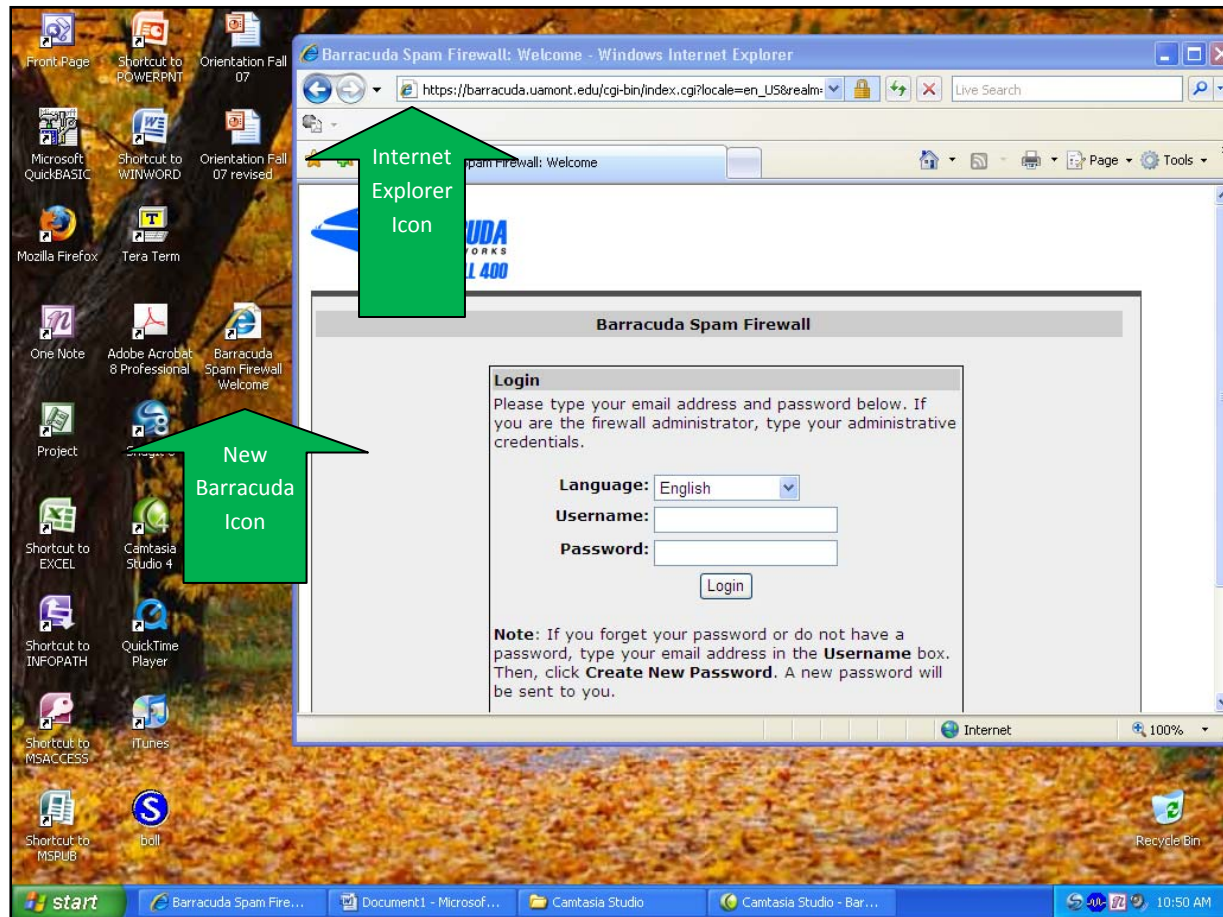 Front Page
Shortcut to POWERPNT
Orientation Fall 07
Microsoft QuickBASIC
Shortcut to WINWORD
Orientation Fall 07 revised
Mozilla Firefox
Tera Term
One Note
Adobe Acrobat 8 Professional
Barracuda Spam Firewall Welcome
Project
New Barracuda Icon
Shortcut to EXCEL
Camtasia Studio 4
Shortcut to INFOPATH
QuickTime Player
Shortcut to MSACCESS
iTunes
Shortcut to MSPUB
boll
Barracuda Spam Firewall: Welcome - Windows Internet Explorer
https://barracuda.uamont.edu/cgi-bin/index.cgi?locale=en_US&realm=
Live Search
Internet Explorer Icon
Spam Firewall: Welcome
Page
Tools
UDA
ORKS
LL 400
Barracuda Spam Firewall
Login
Please type your email address and password below. If
you are the firewall administrator, type your administrative
credentials.
Language: English
Username:
Password:
Login
Note: If you forget your password or do not have a
password, type your email address in the Username box.
Then, click Create New Password. A new password will
be sent to you.
Internet
100%
Recycle Bin
start
Barracuda Spam Fire...
Document1 - Microsof...
Camtasia Studio
Camtasia Studio - Bar...
10:50 AM